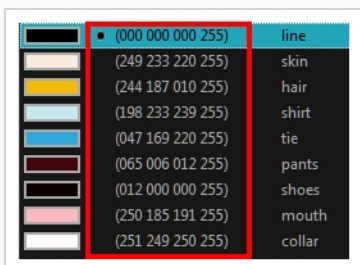 • (000 000 000 255) line
(249 233 220 255) skin
(244 187 010 255) hair
(198 233 239 255) shirt
(047 169 220 255) tie
(065 006 012 255) pants
(012 000 000 255) shoes
(250 185 191 255) mouth
(251 249 250 255) collar